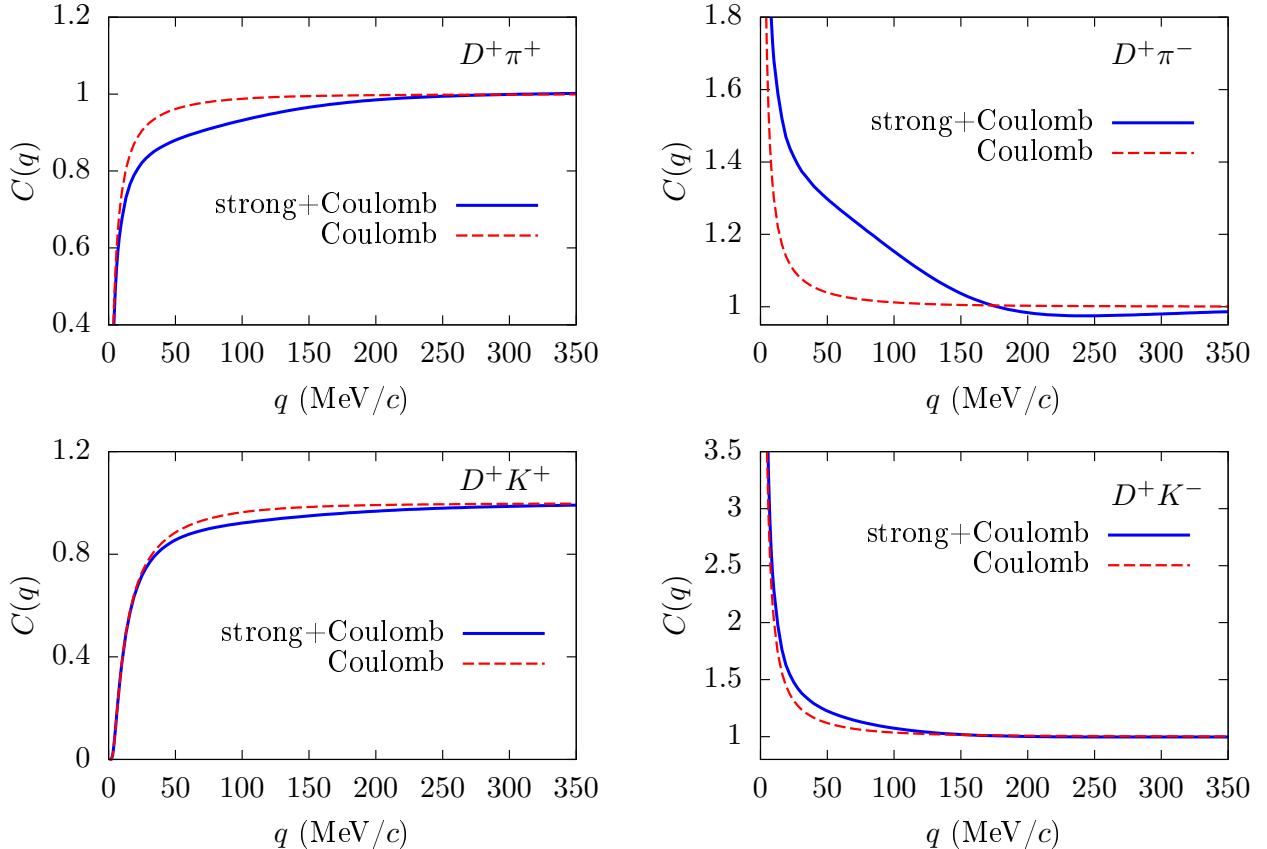 1.2
1
0.8
0.6
0.4
C(q)
D⁺π⁺
strong+Coulomb
Coulomb
0 50 100 150 200 250 300 350
q (MeV/c)
1.8
1.6
1.4
1.2
1
C(q)
D⁺π⁻
strong+Coulomb
Coulomb
0 50 100 150 200 250 300 350
q (MeV/c)
1.2
0.8
0.4
0
C(q)
D⁺K⁺
strong+Coulomb
Coulomb
0 50 100 150 200 250 300 350
q (MeV/c)
3.5
3
2.5
2
1.5
1
C(q)
D⁺K⁻
strong+Coulomb
Coulomb
0 50 100 150 200 250 300 350
q (MeV/c)